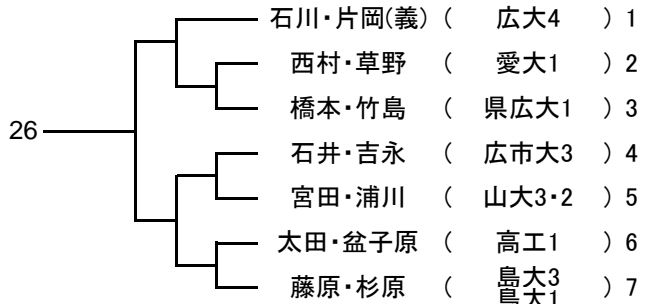 石川・片岡(義) ( 広大4 ) 1
西村・草野 ( 愛大1 ) 2
橋本・竹島 ( 県広大1 ) 3
26
石井・吉永 ( 広市大3 ) 4
宮田・浦川 ( 山大3・2 ) 5
太田・盆子原 ( 高工1 ) 6
藤原・杉原 ( 島大3 島大1 ) 7